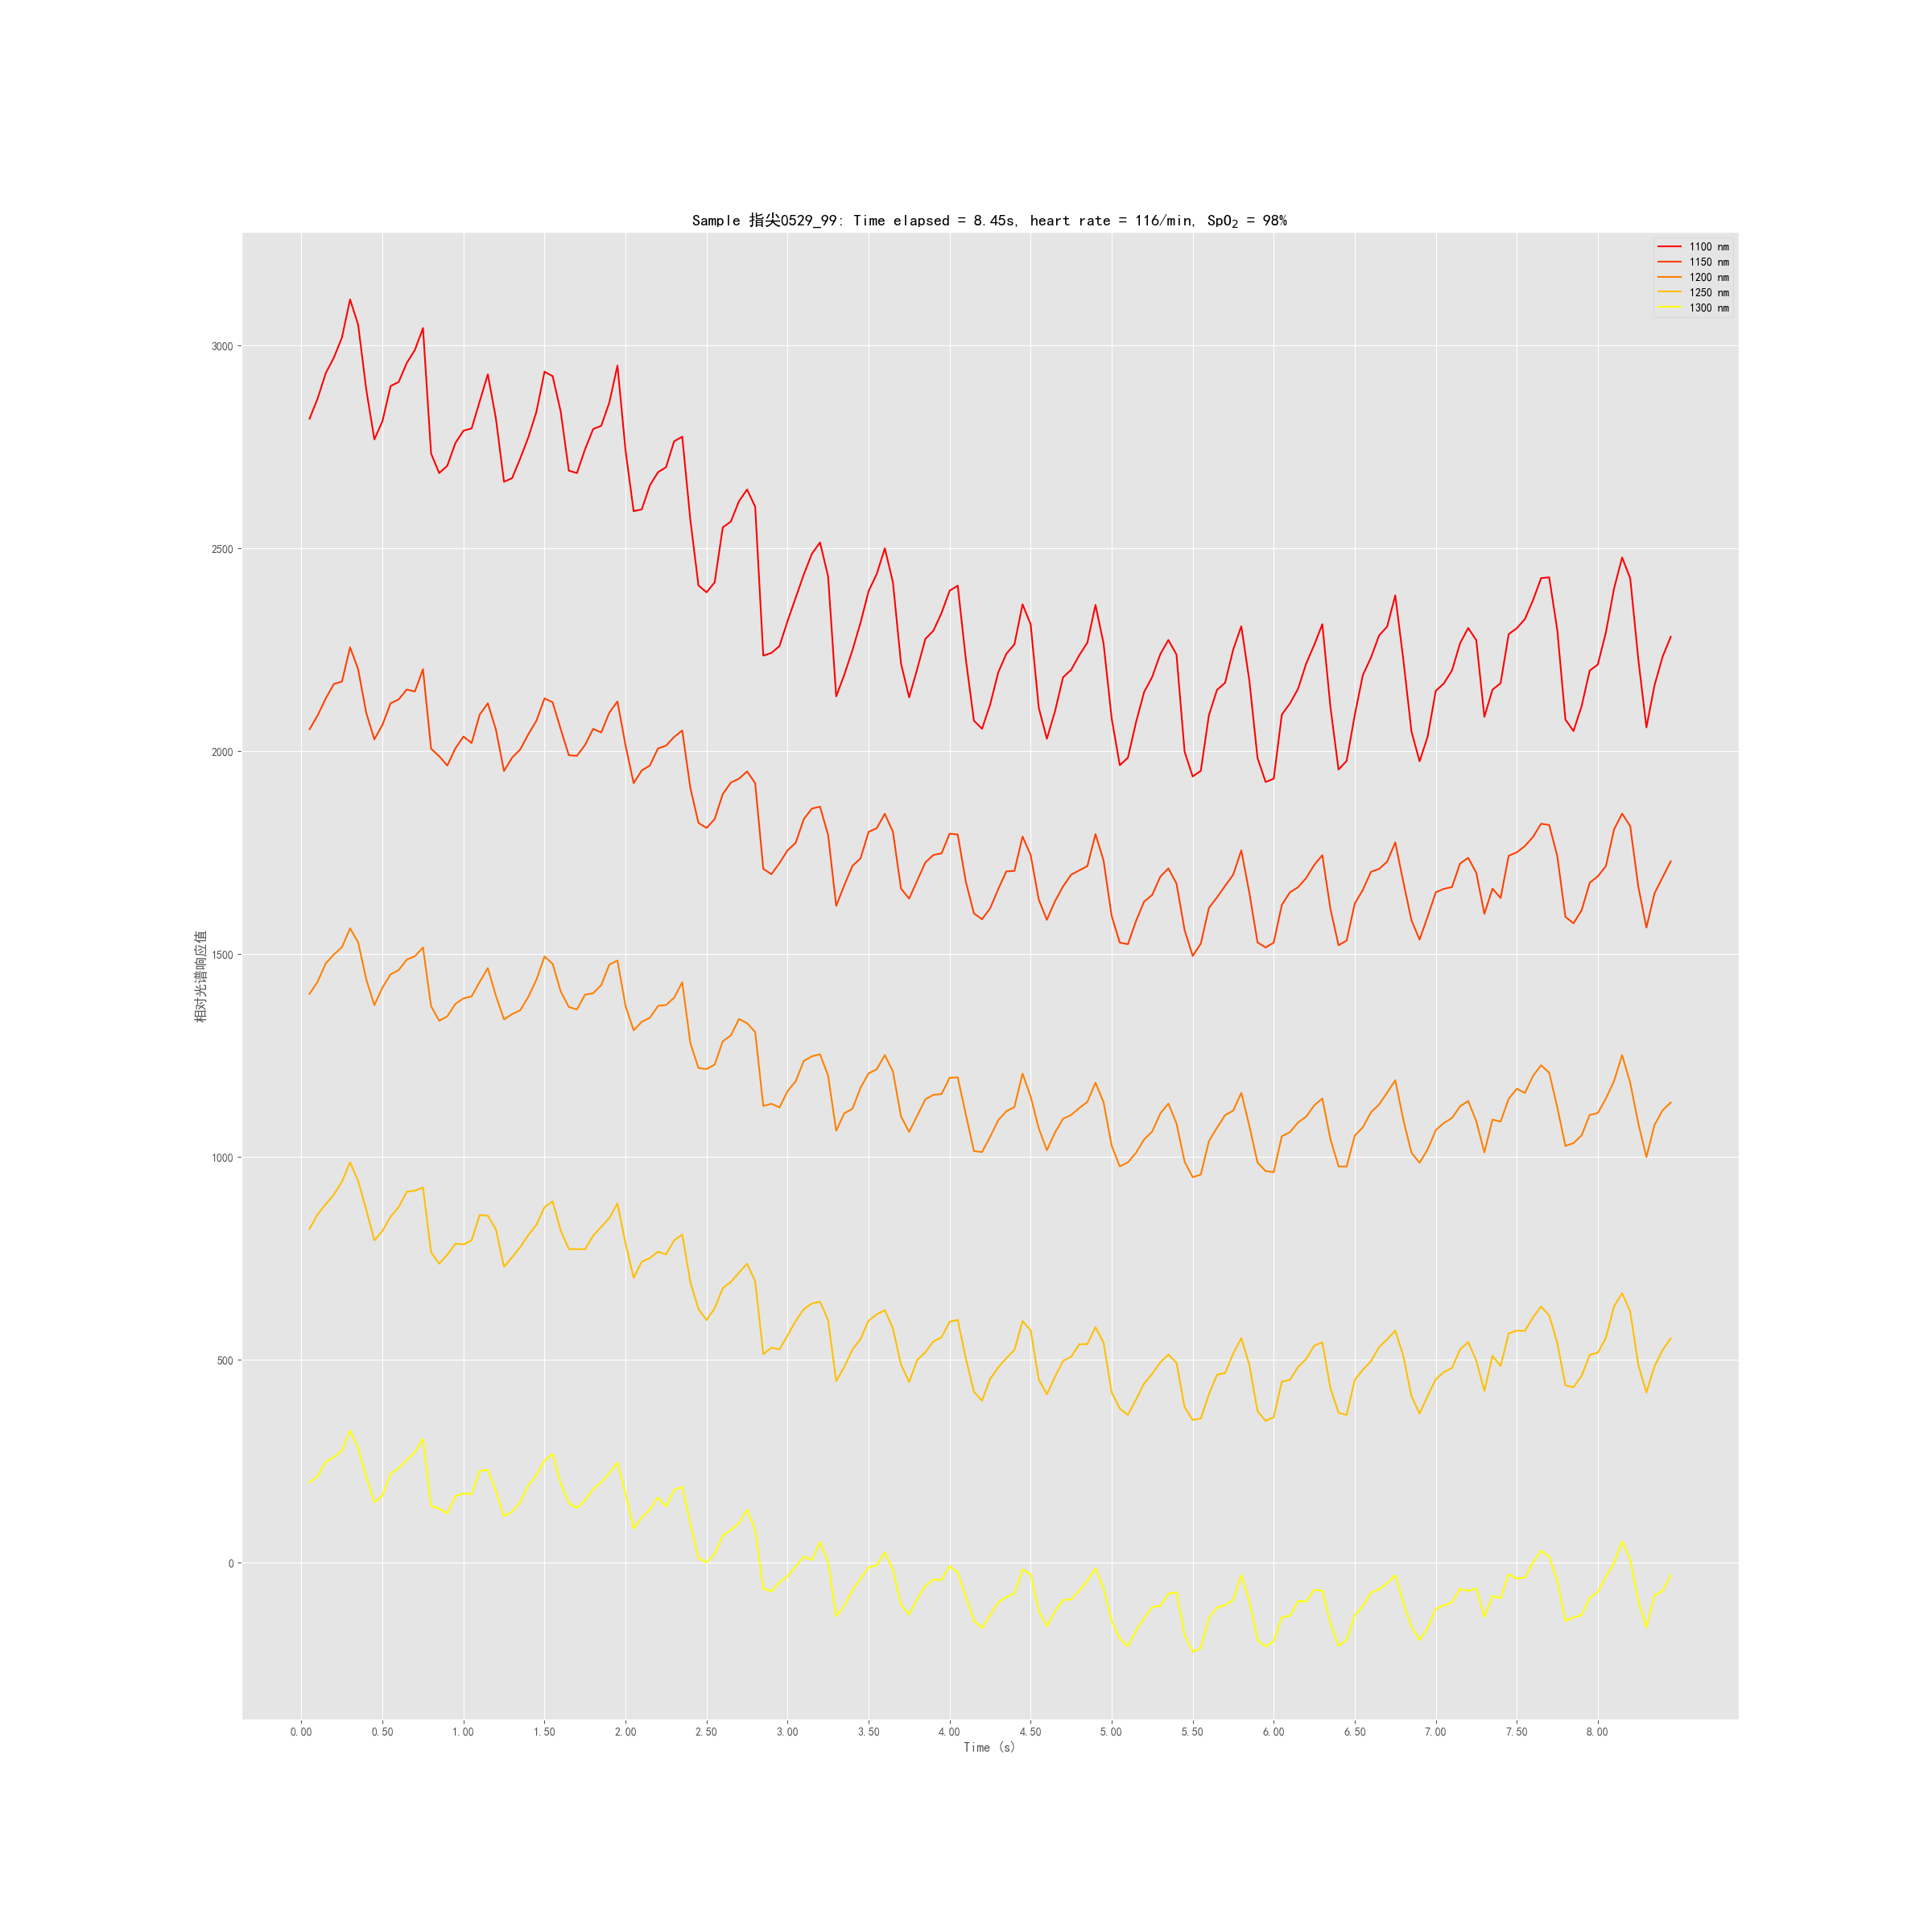 Sample 指尖0529_99: Time elapsed = 8.45s, heart rate = 116/min, SpO₂ = 98%
1100 nm
1150 nm
1200 nm
1250 nm
1300 nm
3000
2500
2000
1500
1000
500
0
相对光谱响应值
0.00 0.50 1.00 1.50 2.00 2.50 3.00 3.50 4.00 4.50 5.00 5.50 6.00 6.50 7.00 7.50 8.00
Time (s)